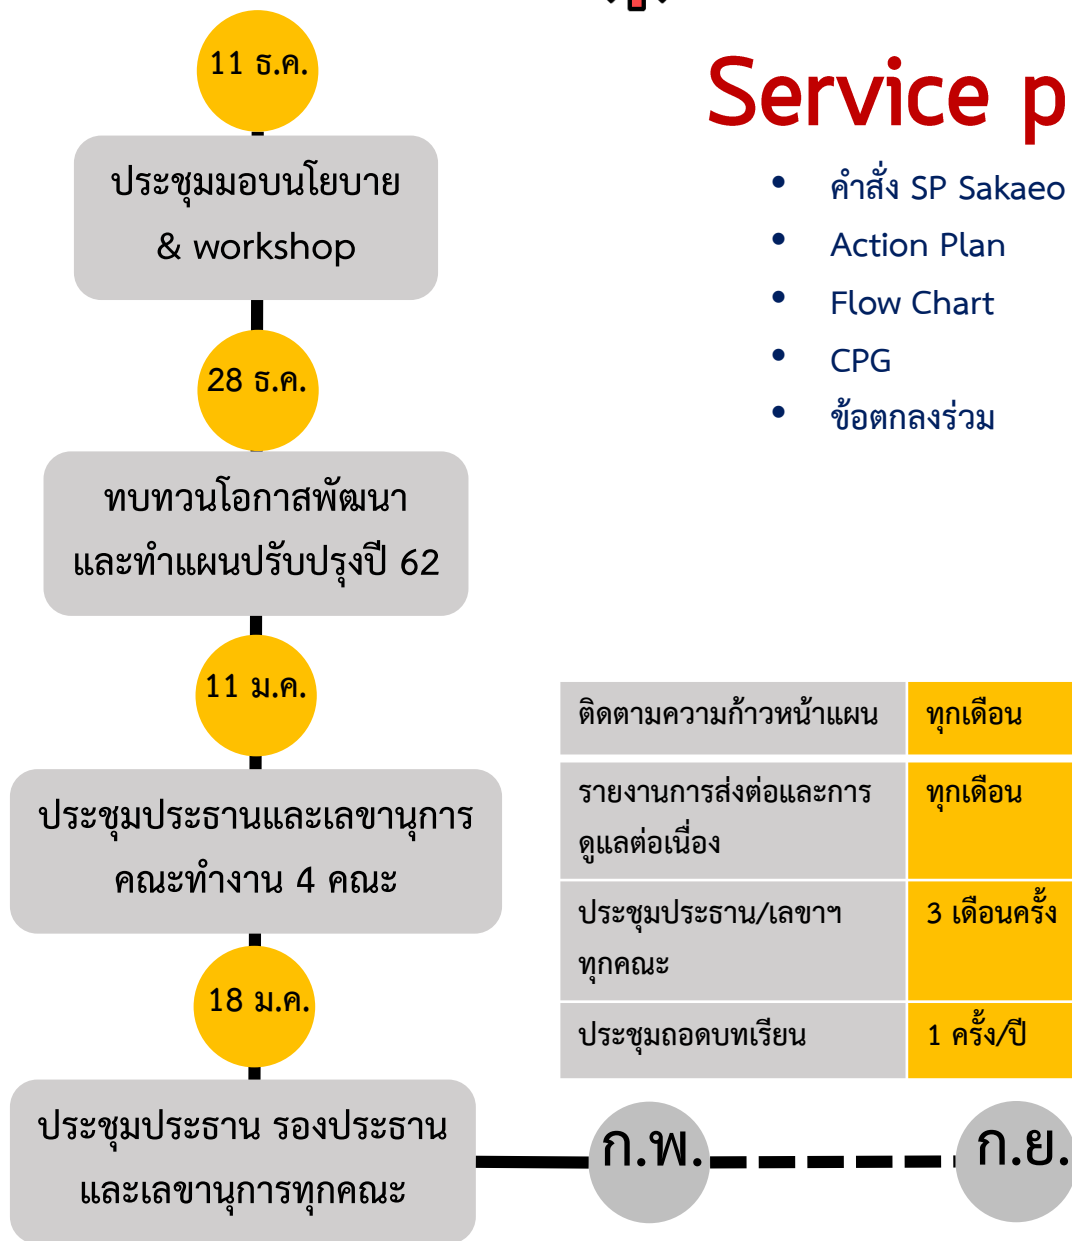 11 ธ.ค.
ประชุมมอบนโยบาย
& workshop
28 ธ.ค.
ทบทวนโอกาสพัฒนา
และทำแผนปรับปรุงปี 62
11 ม.ค.
ประชุมประธานและเลขานุการ
คณะทำงาน 4 คณะ
18 ม.ค.
ประชุมประธาน รองประธาน
และเลขานุการทุกคณะ
Service p
• คำสั่ง SP Sakaeo
• Action Plan
• Flow Chart
• CPG
• ข้อตกลงร่วม
ติดตามความก้าวหน้าแผน ทุกเดือน
รายงานการส่งต่อและการ ทุกเดือน
ดูแลต่อเนื่อง
ประชุมประธาน/เลขาฯ 3 เดือนครั้ง
ทุกคณะ
ประชุมถอดบทเรียน 1 ครั้ง/ปี
ก.พ. ก.ย.